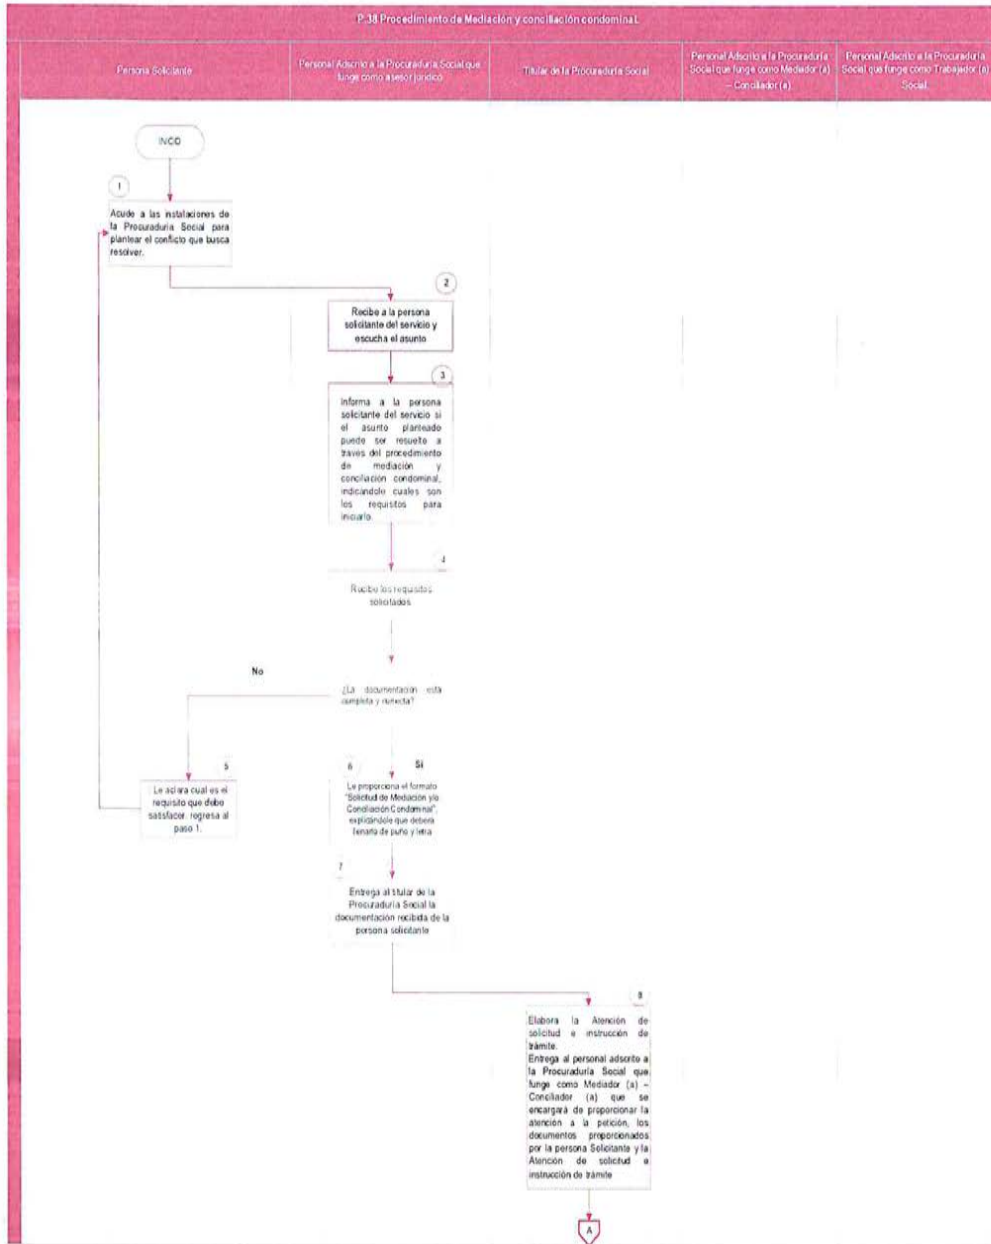 P 38 Procedimiento de Mediación y conciliación condominal.
Persona Solicitante
Personal Adscrito a la Procuraduría Social que
funge como asesor jurídico
Titular de la Procuraduría Social
Personal Adscrito a la Procuraduría
Social que funge como Mediador (a)
– Conciliador (a)
Personal Adscrito a la Procuraduría
Social que funge como Trabajador (a)
Social.
INICIO
1
Acude a las instalaciones de
la Procuraduría Social para
plantear el conflicto que busca
resolver.
2
Recibe a la persona
solicitante del servicio y
escucha el asunto
3
Informa a la persona
solicitante del servicio si
el asunto planteado
puede ser resuelto a
través del procedimiento
de mediación y
conciliación condominal,
indicándole cuales son
los requisitos para
iniciarlo.
4
Recibe los requisitos
solicitados
No
¿La documentación está
completa y correcta?
5
Le aclara cual es el
requisito que debe
satisfacer, regresa al
paso 1.
6
Si
Le proporciona el formato
"Solicitud de Mediación y/o
Conciliación Condominal",
explicándole que deberá
llenarla de puño y letra
7
Entrega al titular de la
Procuraduría Social la
documentación recibida de la
persona solicitante
8
Elabora la Atención de
solicitud e instrucción de
trámite.
Entrega al personal adscrito a
la Procuraduría Social que
funge como Mediador (a) –
Conciliador (a) que se
encargará de proporcionar la
atención a la petición, los
documentos proporcionados
por la persona Solicitante y la
Atención de solicitud e
instrucción de trámite
A